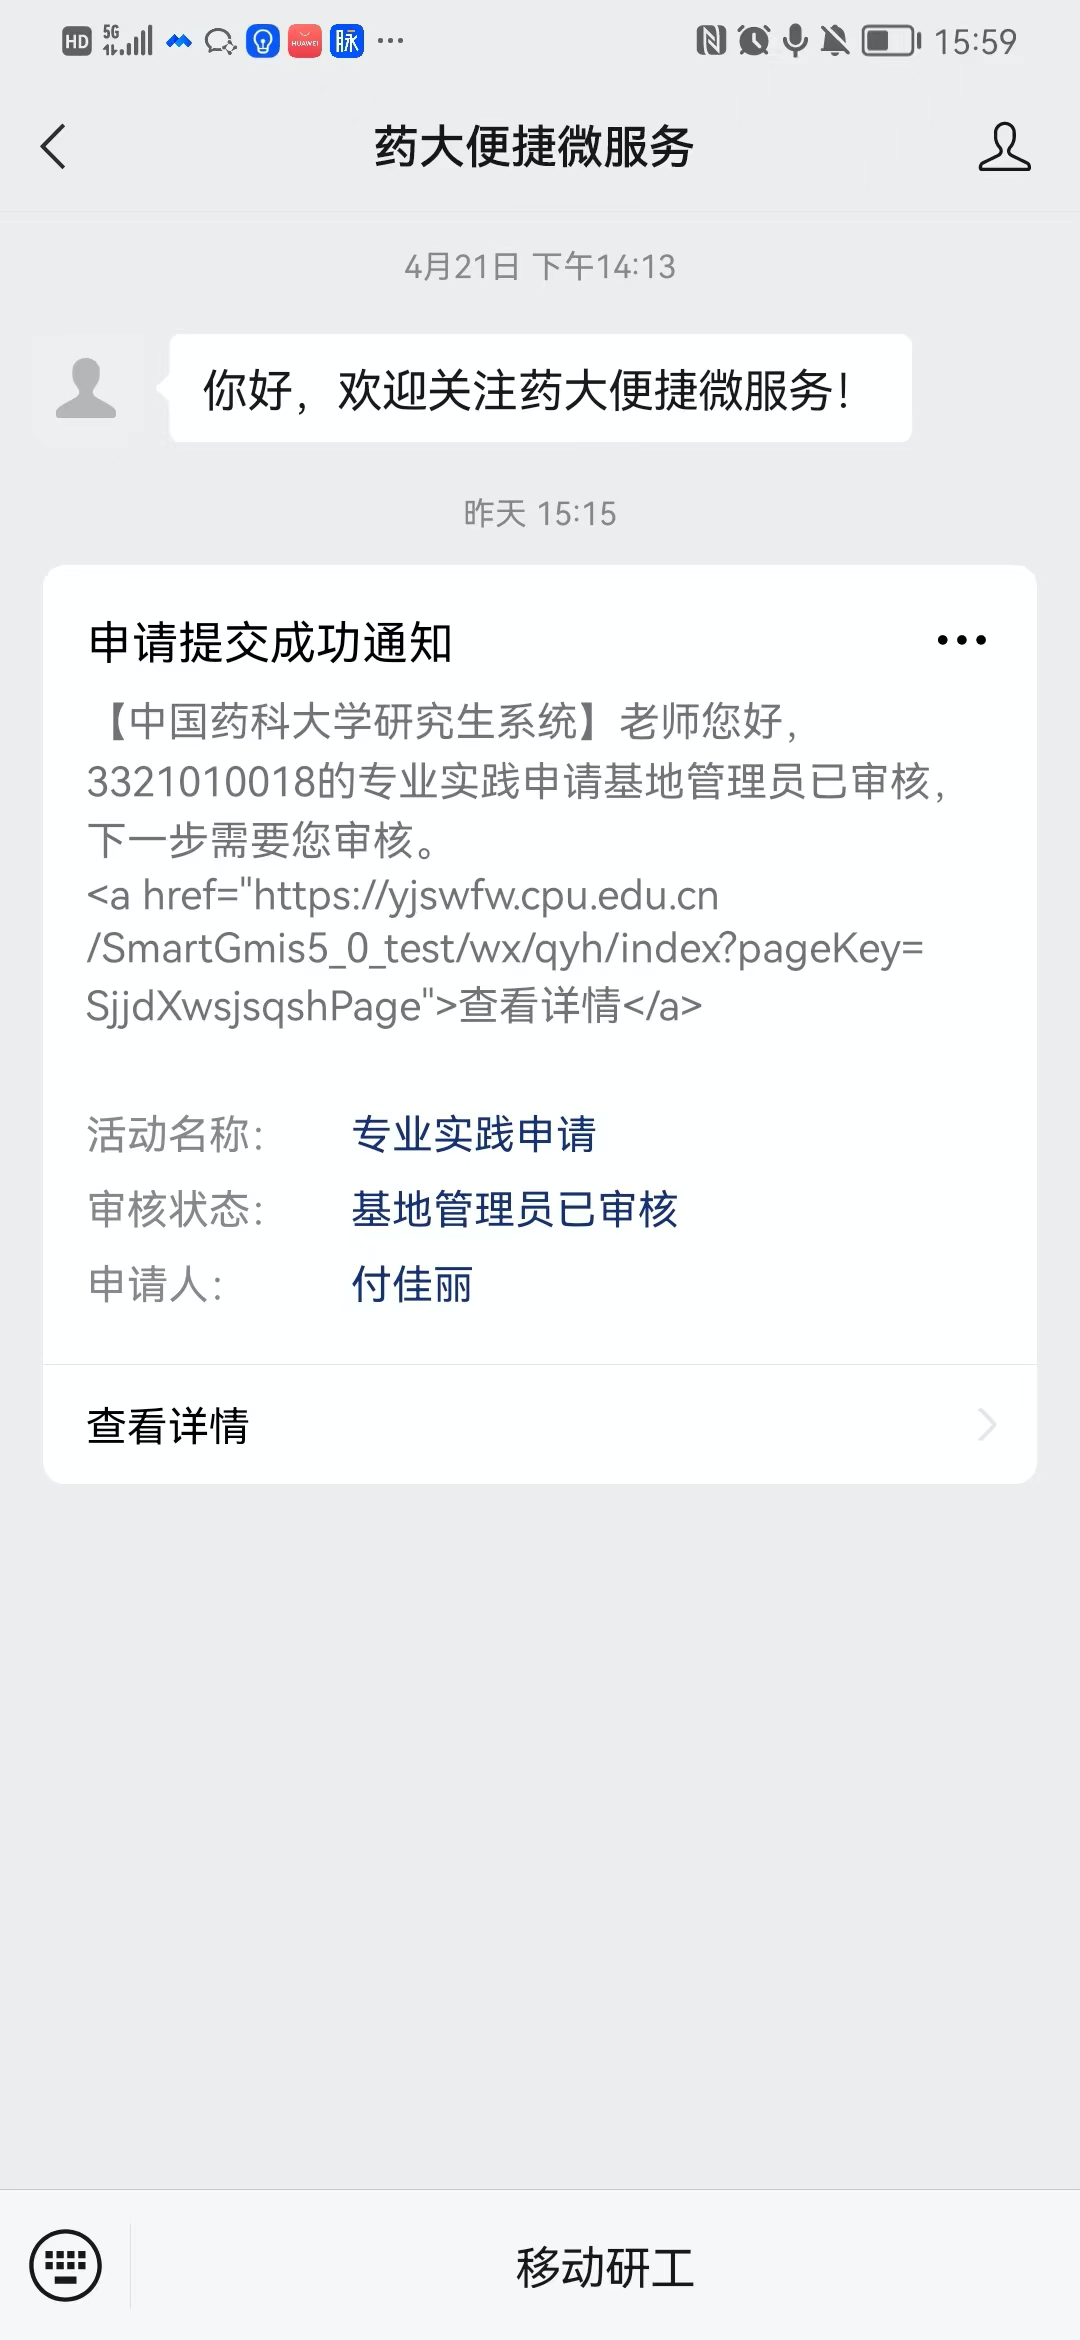 HD 5G HUAWEI 脉 15:59
药大便捷微服务
4月21日 下午14:13
你好，欢迎关注药大便捷微服务！
昨天 15:15
申请提交成功通知
【中国药科大学研究生系统】老师您好，
3321010018的专业实践申请基地管理员已审核，
下一步需要您审核。
<a href="https://yjswfw.cpu.edu.cn
/SmartGmis5_0_test/wx/qyh/index?pageKey=
SjjdXwsjsqshPage">查看详情</a>
活动名称： 专业实践申请
审核状态： 基地管理员已审核
申请人： 付佳丽
查看详情
移动研工